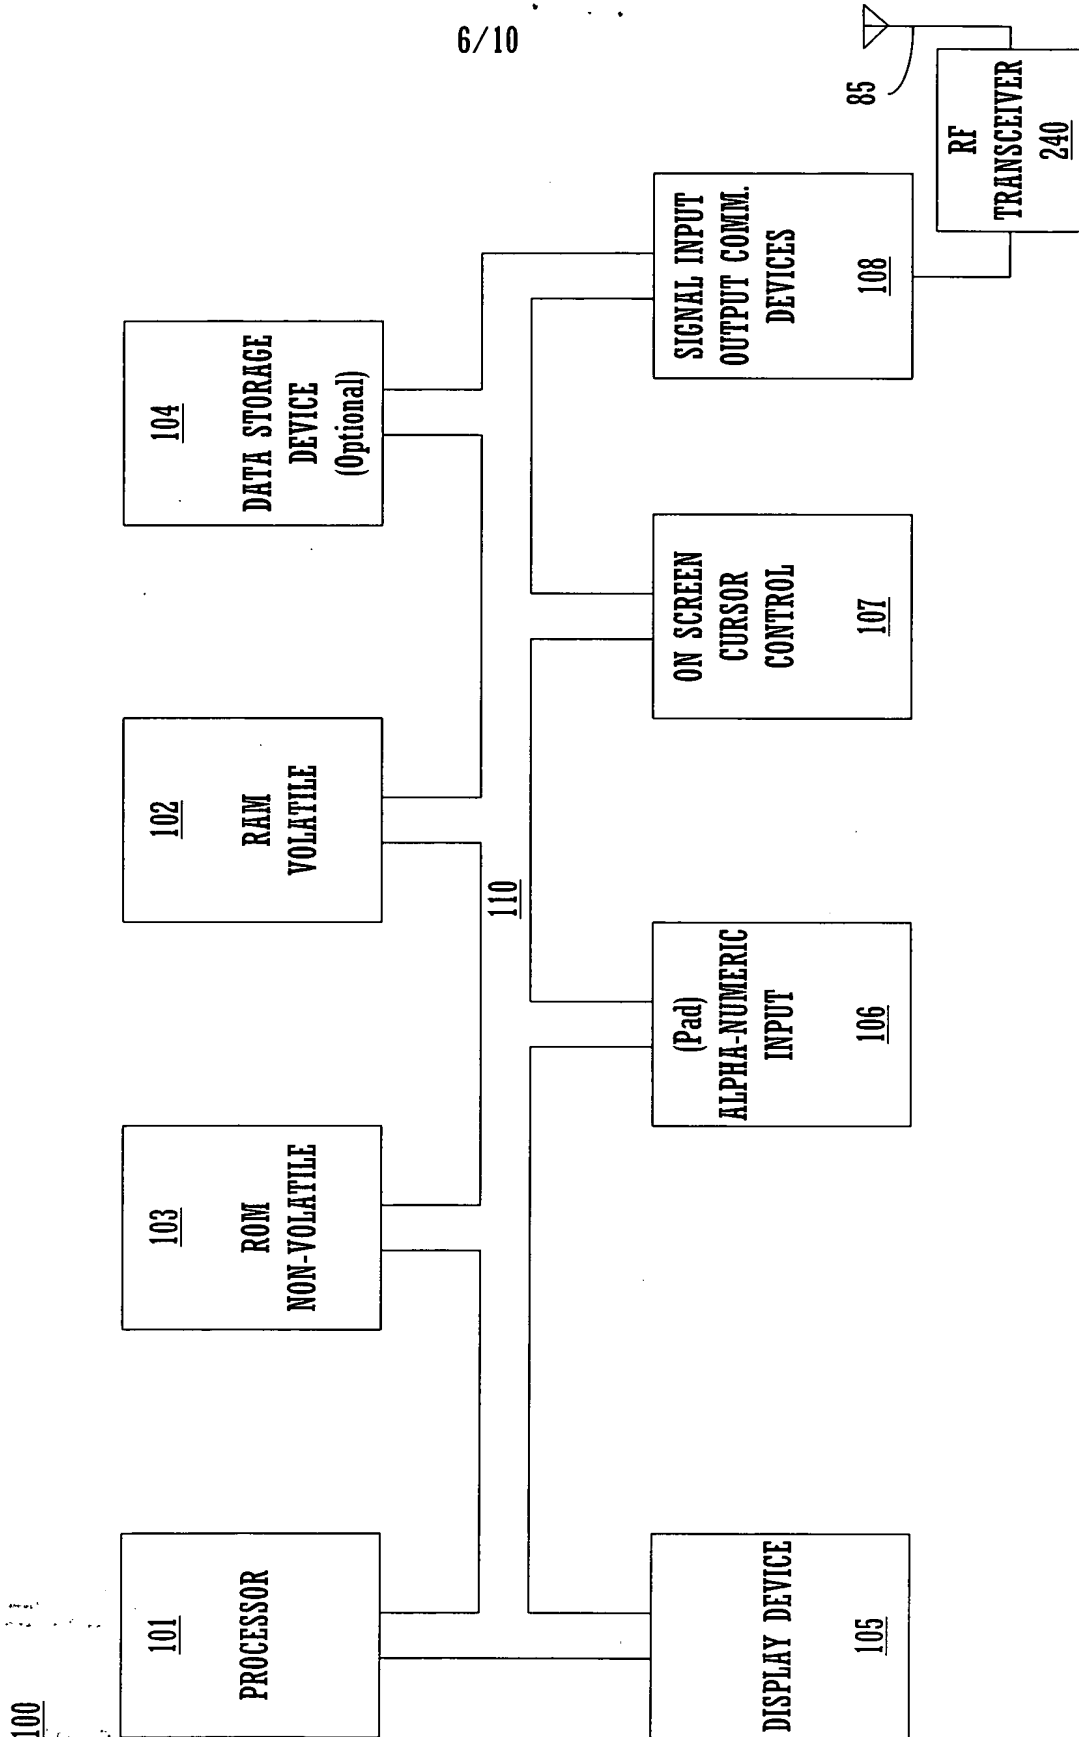 6/10
100
101
PROCESSOR
103
ROM
NON-VOLATILE
102
RAM
VOLATILE
104
DATA STORAGE
DEVICE
(Optional)
110
DISPLAY DEVICE
105
(Pad)
ALPHA-NUMERIC
INPUT
106
ON SCREEN
CURSOR
CONTROL
107
SIGNAL INPUT
OUTPUT COMM.
DEVICES
108
85
RF
TRANSCEIVER
240